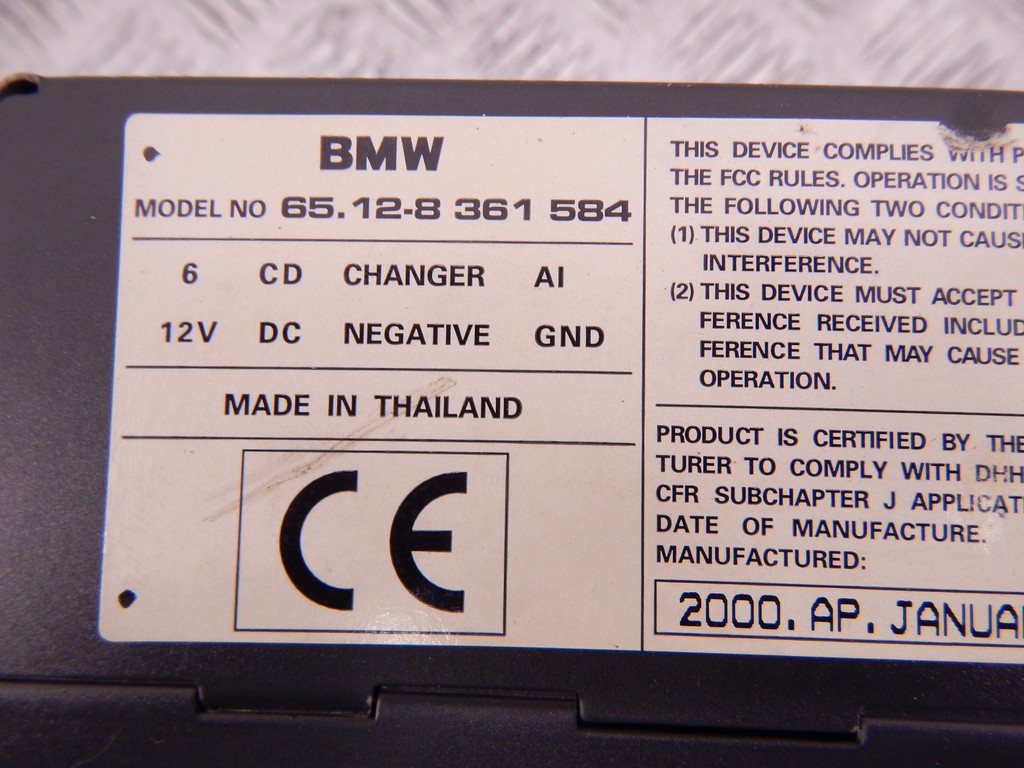 BMW
MODEL NO 65.12-8 361 584
6 CD CHANGER AI
12V DC NEGATIVE GND
MADE IN THAILAND
CE
THIS DEVICE COMPLIES WITH
THE FCC RULES. OPERATION IS
THE FOLLOWING TWO
(1) THIS DEVICE MAY NOT
INTERFERENCE.
(2) THIS DEVICE MUST ACCEPT
FERENCE RECEIVED
FERENCE THAT MAY CAUSE
OPERATION.
PRODUCT IS CERTIFIED BY THE
TURER TO COMPLY WITH
CFR SUBCHAPTER J
DATE OF MANUFACTURE.
MANUFACTURED:
2000. AP.